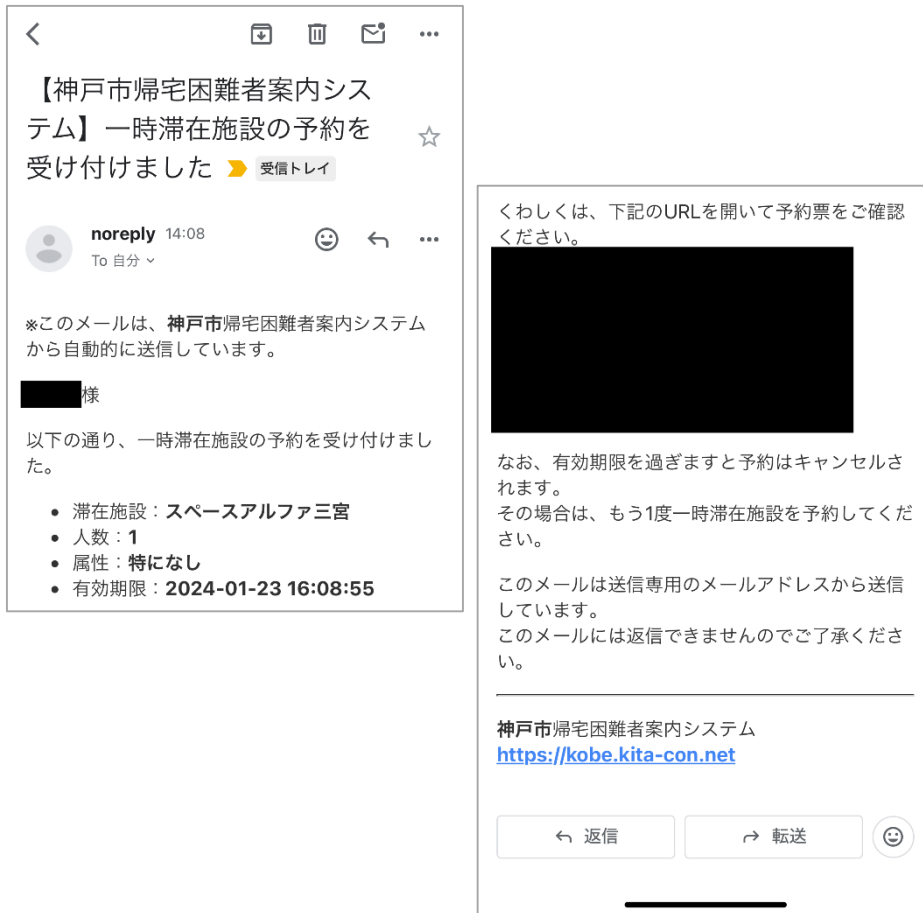 【神戸市帰宅困難者案内シス
テム】一時滞在施設の予約を
受け付けました 受信トレイ
noreply 14:08
To 自分
※このメールは、神戸市帰宅困難者案内システム
から自動的に送信しています。
様
以下の通り、一時滞在施設の予約を受け付けまし
た。
• 滞在施設：スペースアルファ三宮
• 人数：1
• 属性：特になし
• 有効期限：2024-01-23 16:08:55
くわしくは、下記のURLを開いて予約票をご確認
ください。
なお、有効期限を過ぎますと予約はキャンセルさ
れます。
その場合は、もう1度一時滞在施設を予約してくだ
さい。
このメールは送信専用のメールアドレスから送信
しています。
このメールには返信できませんのでご了承くださ
い。
神戸市帰宅困難者案内システム
https://kobe.kita-con.net
返信
転送